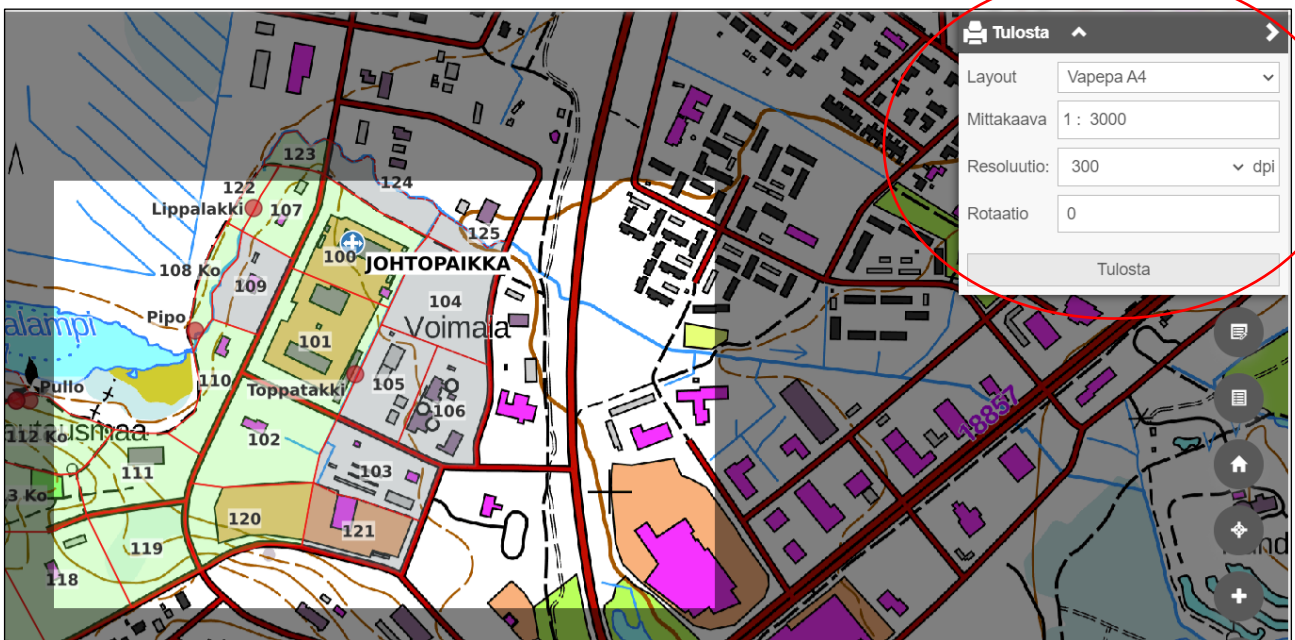 Tulosta
Layout Vapepa A4
Mittakaava 1 : 3000
Resoluutio: 300 dpi
Rotaatio 0
Tulosta
123
124
122
Lippalakki 107
125
100
JOHTOPAIKKA
108 Ko
109
104
Pipo
alampi
Voimala
101
110
Toppatakki 105
Pullo
106
18857
112 Ko
102
111
103
3 Ko
120
121
119
118